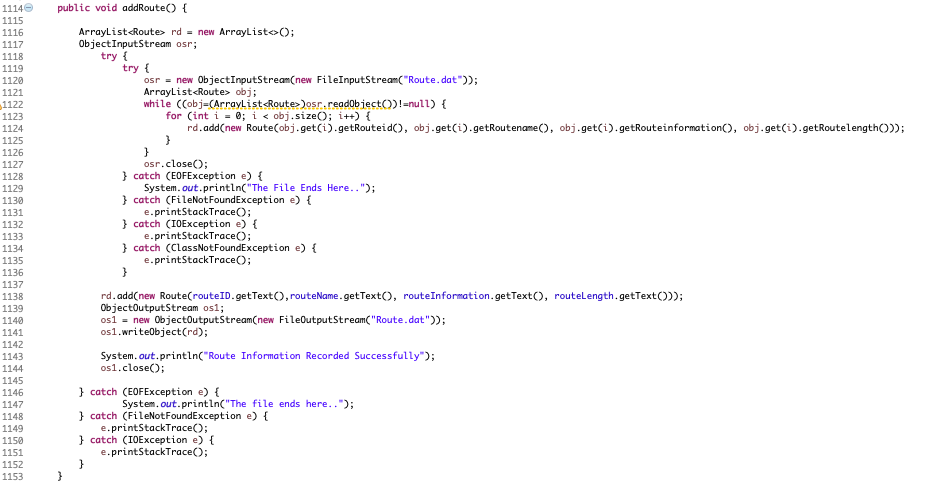 1114 public void addRoute() {
1115
1116 ArrayList<Route> rd = new ArrayList<>();
1117 ObjectInputStream osr;
1118 try {
1119 try {
1120 osr = new ObjectInputStream(new FileInputStream("Route.dat"));
1121 ArrayList<Route> obj;
1122 while ((obj=(ArrayList<Route>)osr.readObject())!=null) {
1123 for (int i = 0; i < obj.size(); i++) {
1124 rd.add(new Route(obj.get(i).getRouteid(), obj.get(i).getRoutename(), obj.get(i).getRouteinformation(), obj.get(i).getRoutelength()));
1125 }
1126 }
1127 osr.close();
1128 } catch (EOFException e) {
1129 System.out.println("The File Ends Here..");
1130 } catch (FileNotFoundException e) {
1131 e.printStackTrace();
1132 } catch (IOException e) {
1133 e.printStackTrace();
1134 } catch (ClassNotFoundException e) {
1135 e.printStackTrace();
1136 }
1137
1138 rd.add(new Route(routeID.getText(),routeName.getText(), routeInformation.getText(), routeLength.getText()));
1139 ObjectOutputStream os1;
1140 os1 = new ObjectOutputStream(new FileOutputStream("Route.dat"));
1141 os1.writeObject(rd);
1142
1143 System.out.println("Route Information Recorded Successfully");
1144 os1.close();
1145
1146 } catch (EOFException e) {
1147 System.out.println("The file ends here..");
1148 } catch (FileNotFoundException e) {
1149 e.printStackTrace();
1150 } catch (IOException e) {
1151 e.printStackTrace();
1152 }
1153 }